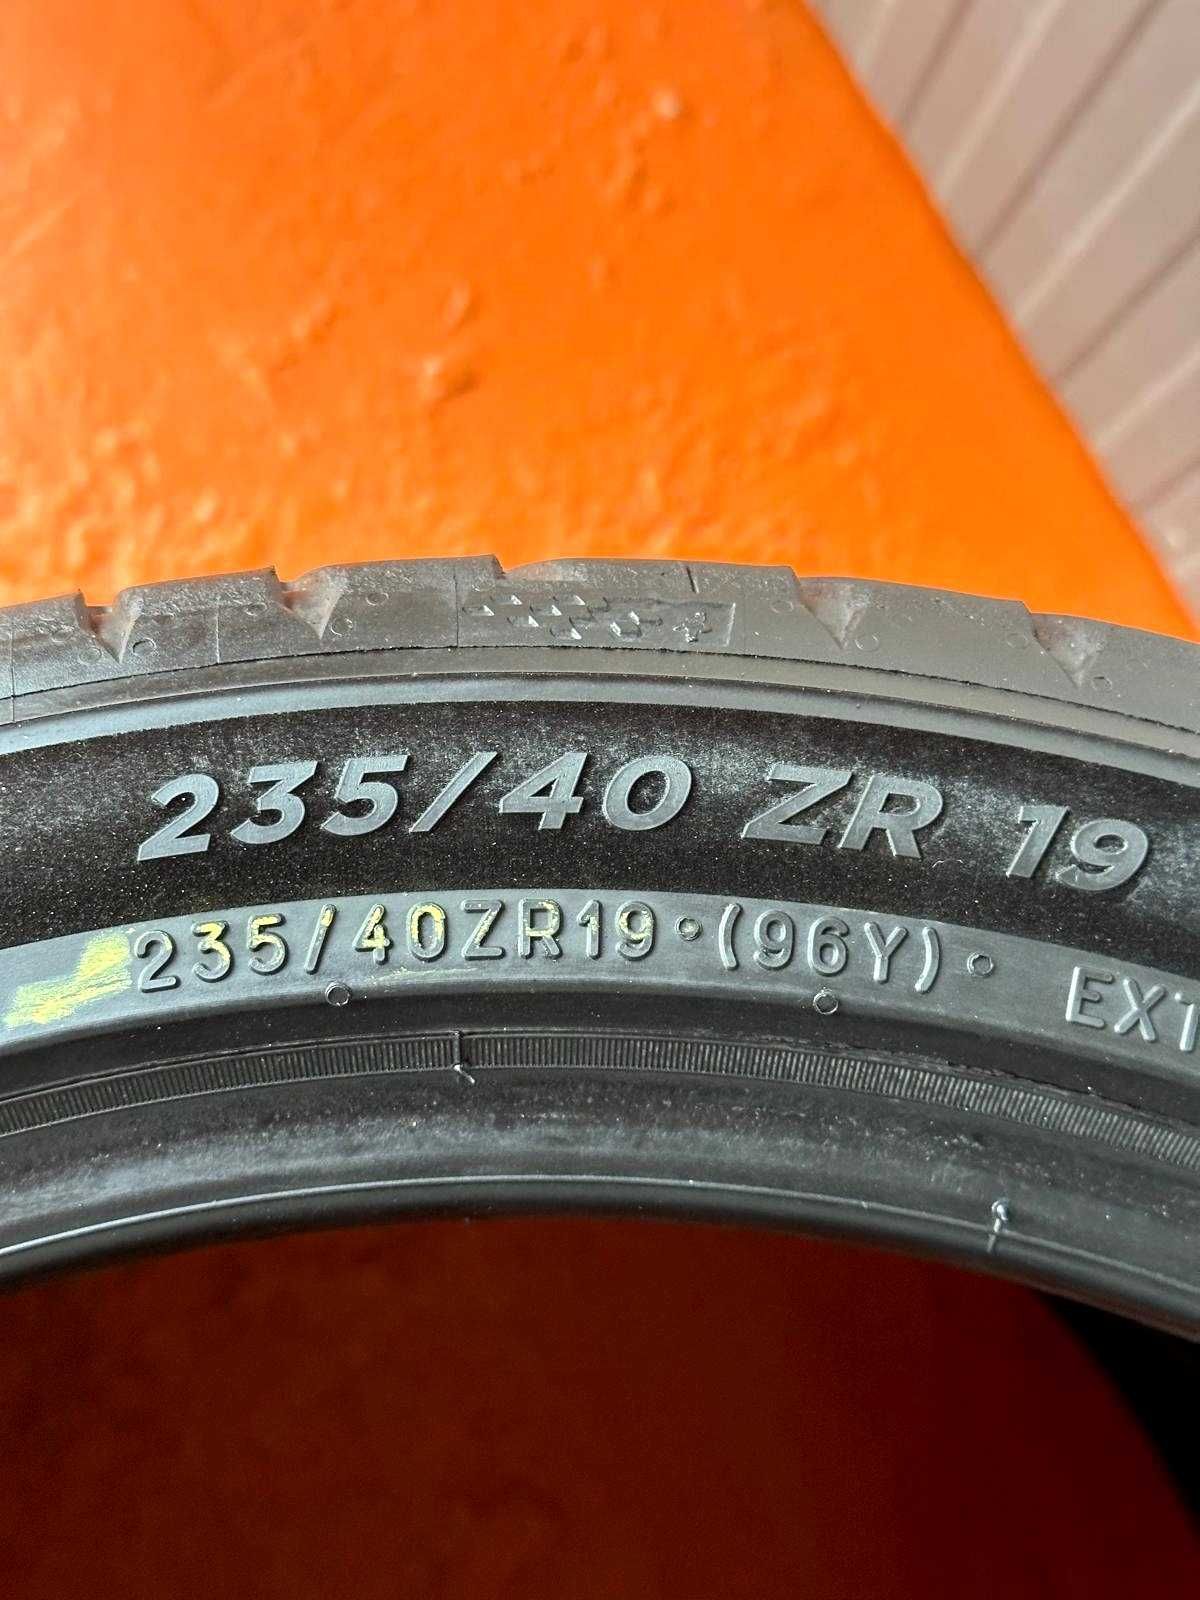 235/40 ZR 19
235/40ZR19 • (96Y) • EXT